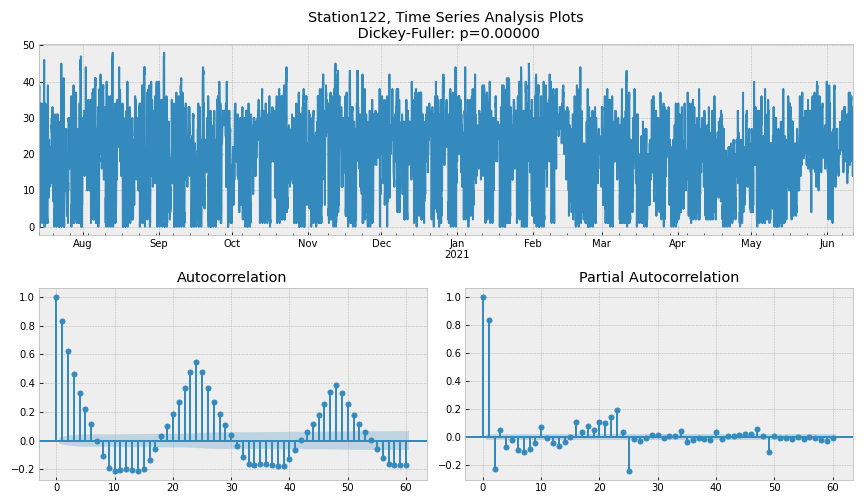 Station122, Time Series Analysis Plots
Dickey-Fuller: p=0.00000
50
40
30
20
10
0
Aug Sep Oct Nov Dec Jan Feb Mar Apr May Jun
2021
Autocorrelation Partial Autocorrelation
1.0 1.0
0.8 0.8
0.6 0.6
0.4 0.4
0.2 0.2
0.0 0.0
−0.2 −0.2
0 10 20 30 40 50 60 0 10 20 30 40 50 60